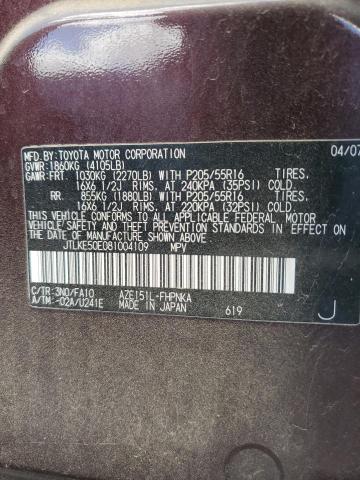 MFD.BY:TOYOTA MOTOR CORPORATION 04/07
GVWR:1860KG (4105LB)
GAWR:FRT. 1030KG (2270LB) WITH P205/55R16 TIRES.
16X6 1/2J RIMS. AT 240KPA (35PSI) COLD
RR. 855KG (1880LB) WITH P205/55R16 TIRES.
16X6 1/2J RIMS. AT 220KPA (32PSI) COLD
THIS VEHICLE CONFORMS TO ALL APPLICABLE FEDERAL MOTOR
VEHICLE SAFETY, BUMPER, AND THEFT PREVENTION STANDARDS IN
EFFECT ON THE DATE OF MANUFACTURE SHOWN ABOVE.
JTLKE50E081004109 MPV
C/TR:3N0/FA10 AZE151L-FHPNKA
A/TM:-02A/U241E MADE IN JAPAN 619
J